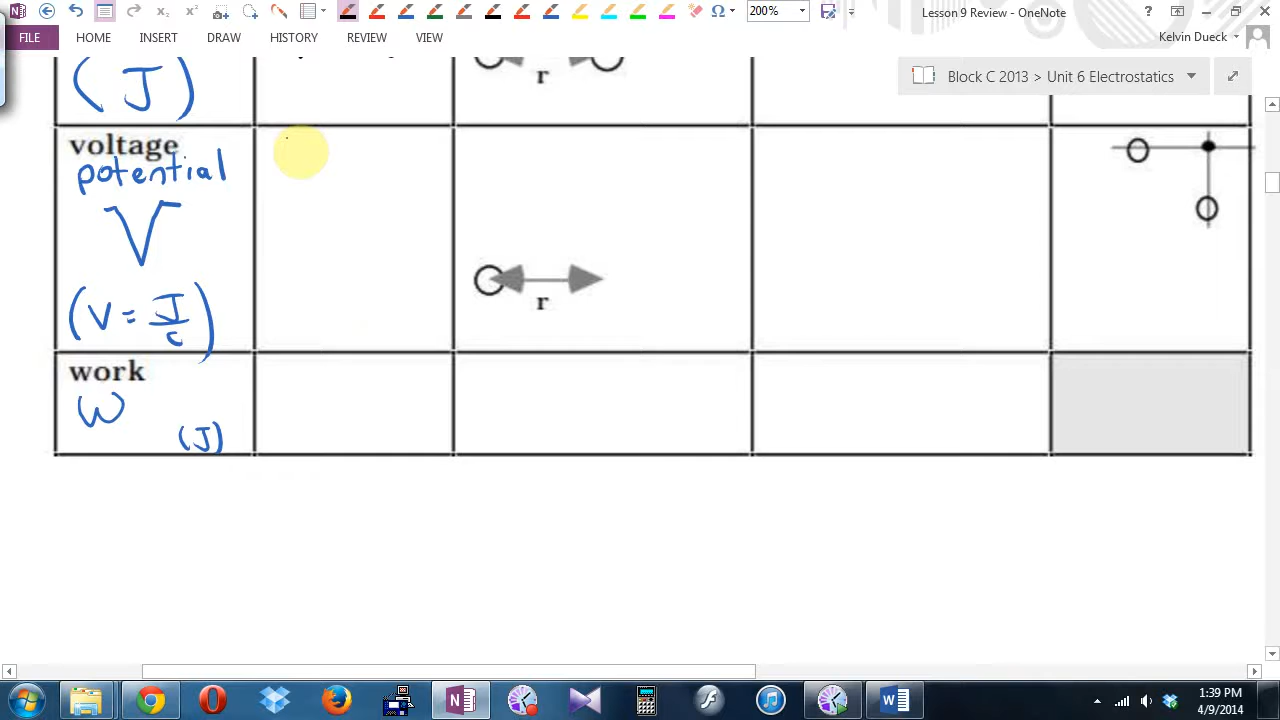 Lesson 9 Review - OneNote
200%
FILE HOME INSERT DRAW HISTORY REVIEW VIEW
Kelvin Dueck
Block C 2013 > Unit 6 Electrostatics
(J)
r
voltage
potential
V
(V = J/C)
r
work
W
(J)
1:39 PM
4/9/2014